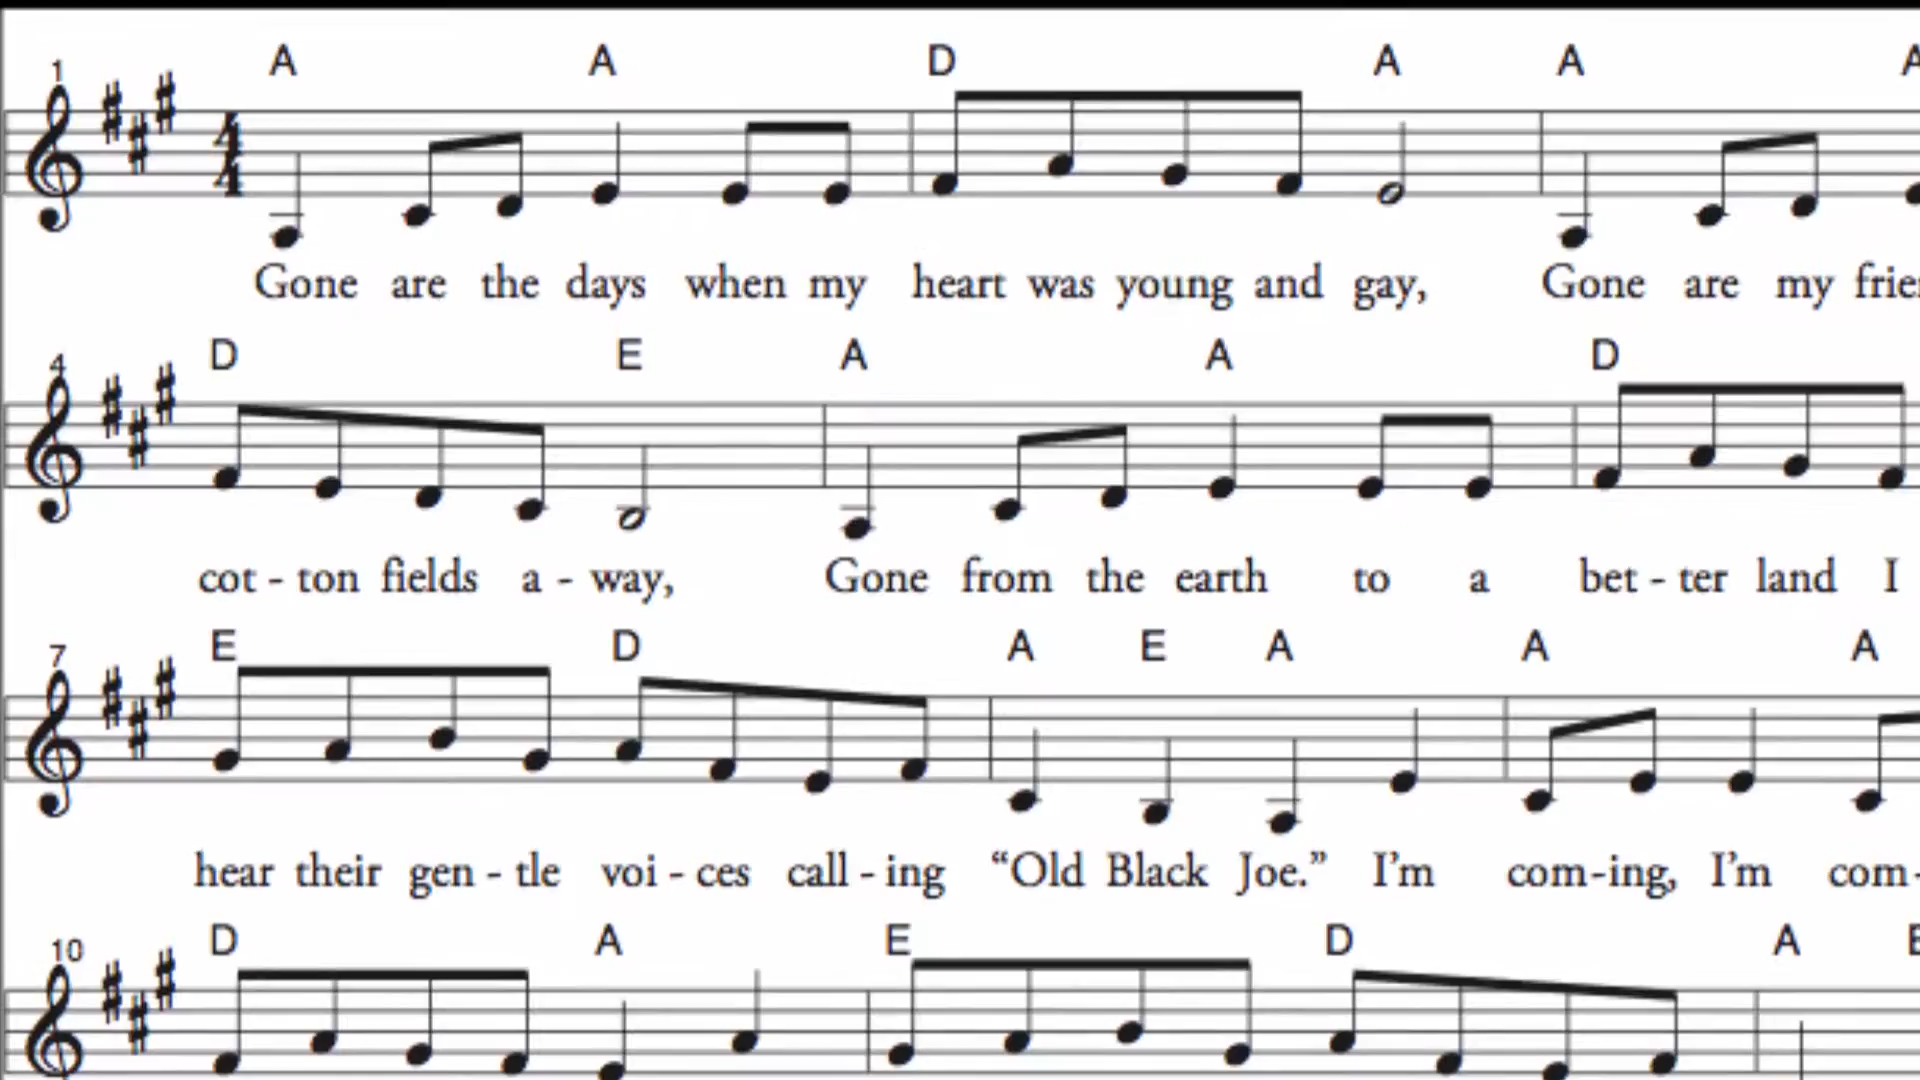 1 A A D A A A
4
4
Gone are the days when my heart was young and gay, Gone are my
4 D E A A D
cot - ton fields a - way, Gone from the earth to a bet - ter land I
7 E D A E A A A
hear their gen - tle voi - ces call - ing “Old Black Joe.” I’m com-ing, I’m com-
10 D A E D A